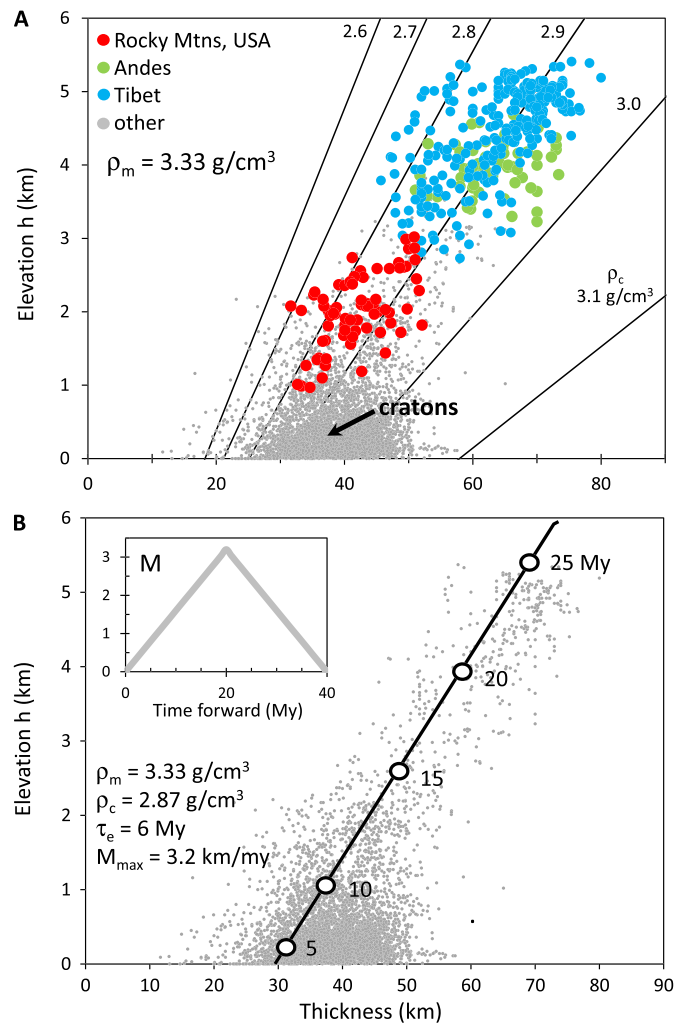 A
6
5
4
3
2
1
0
Elevation h (km)
2.6
2.7
2.8
2.9
3.0
Rocky Mtns, USA
Andes
Tibet
other
ρm = 3.33 g/cm3
ρc
3.1 g/cm3
cratons
0 20 40 60 80
B
6
5
4
3
2
1
0
Elevation h (km)
M
3
2
1
0
0 20 40
Time forward (My)
25 My
20
15
10
5
ρm = 3.33 g/cm3
ρc = 2.87 g/cm3
τe = 6 My
Mmax = 3.2 km/my
0 10 20 30 40 50 60 70 80 90
Thickness (km)